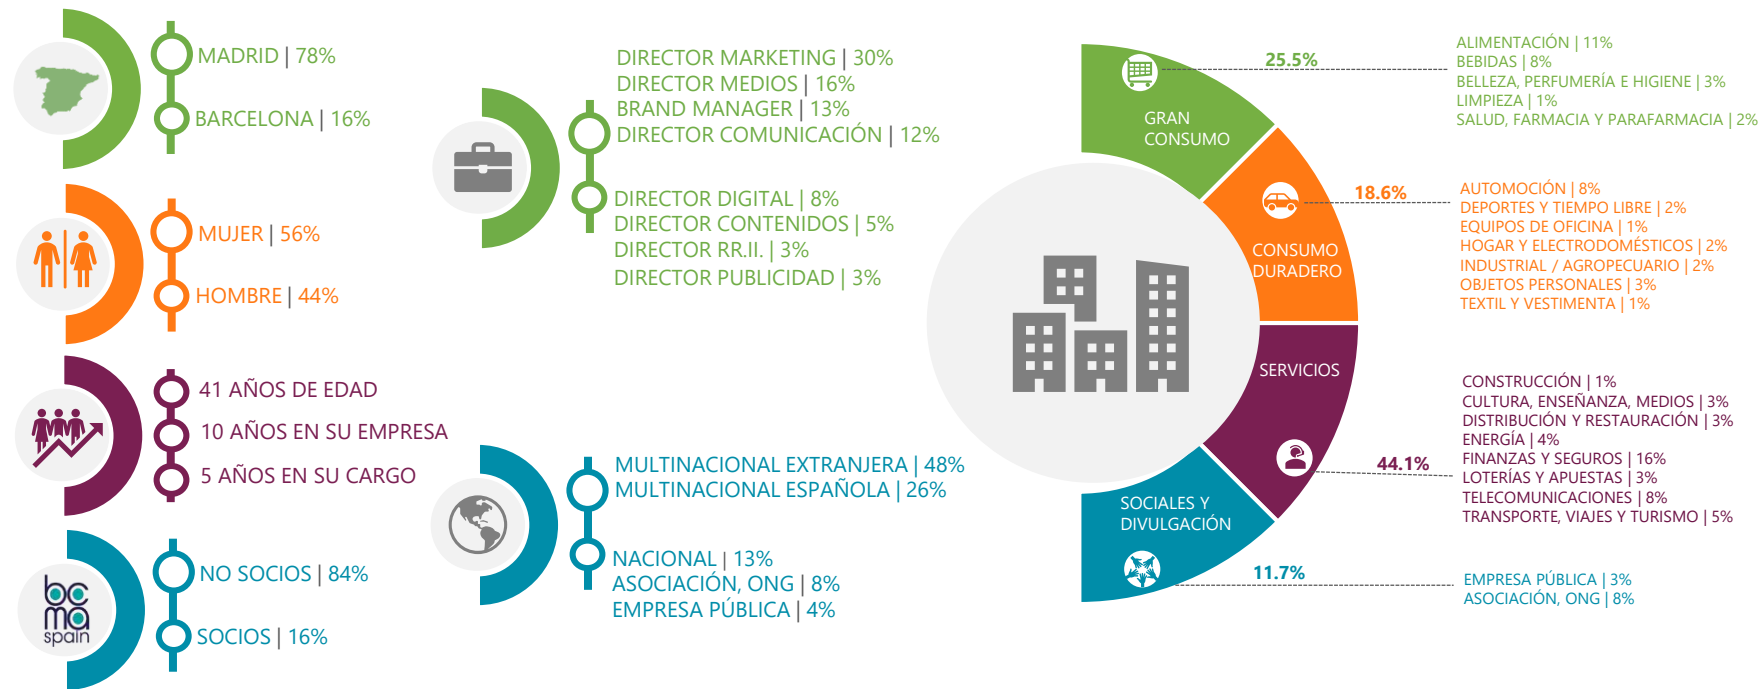 MADRID | 78%
BARCELONA | 16%
MUJER | 56%
HOMBRE | 44%
41 AÑOS DE EDAD
10 AÑOS EN SU EMPRESA
5 AÑOS EN SU CARGO
bcma
spain
NO SOCIOS | 84%
SOCIOS | 16%
DIRECTOR MARKETING | 30%
DIRECTOR MEDIOS | 16%
BRAND MANAGER | 13%
DIRECTOR COMUNICACIÓN | 12%
DIRECTOR DIGITAL | 8%
DIRECTOR CONTENIDOS | 5%
DIRECTOR RR.II. | 3%
DIRECTOR PUBLICIDAD | 3%
MULTINACIONAL EXTRANJERA | 48%
MULTINACIONAL ESPAÑOLA | 26%
NACIONAL | 13%
ASOCIACIÓN, ONG | 8%
EMPRESA PÚBLICA | 4%
GRAN
CONSUMO
25.5%
ALIMENTACIÓN | 11%
BEBIDAS | 8%
BELLEZA, PERFUMERÍA E HIGIENE | 3%
LIMPIEZA | 1%
SALUD, FARMACIA Y PARAFARMACIA | 2%
CONSUMO
DURADERO
18.6%
AUTOMOCIÓN | 8%
DEPORTES Y TIEMPO LIBRE | 2%
EQUIPOS DE OFICINA | 1%
HOGAR Y ELECTRODOMÉSTICOS | 2%
INDUSTRIAL / AGROPECUARIO | 2%
OBJETOS PERSONALES | 3%
TEXTIL Y VESTIMENTA | 1%
SERVICIOS
44.1%
CONSTRUCCIÓN | 1%
CULTURA, ENSEÑANZA, MEDIOS | 3%
DISTRIBUCIÓN Y RESTAURACIÓN | 3%
ENERGÍA | 4%
FINANZAS Y SEGUROS | 16%
LOTERÍAS Y APUESTAS | 3%
TELECOMUNICACIONES | 8%
TRANSPORTE, VIAJES Y TURISMO | 5%
SOCIALES Y
DIVULGACIÓN
11.7%
EMPRESA PÚBLICA | 3%
ASOCIACIÓN, ONG | 8%